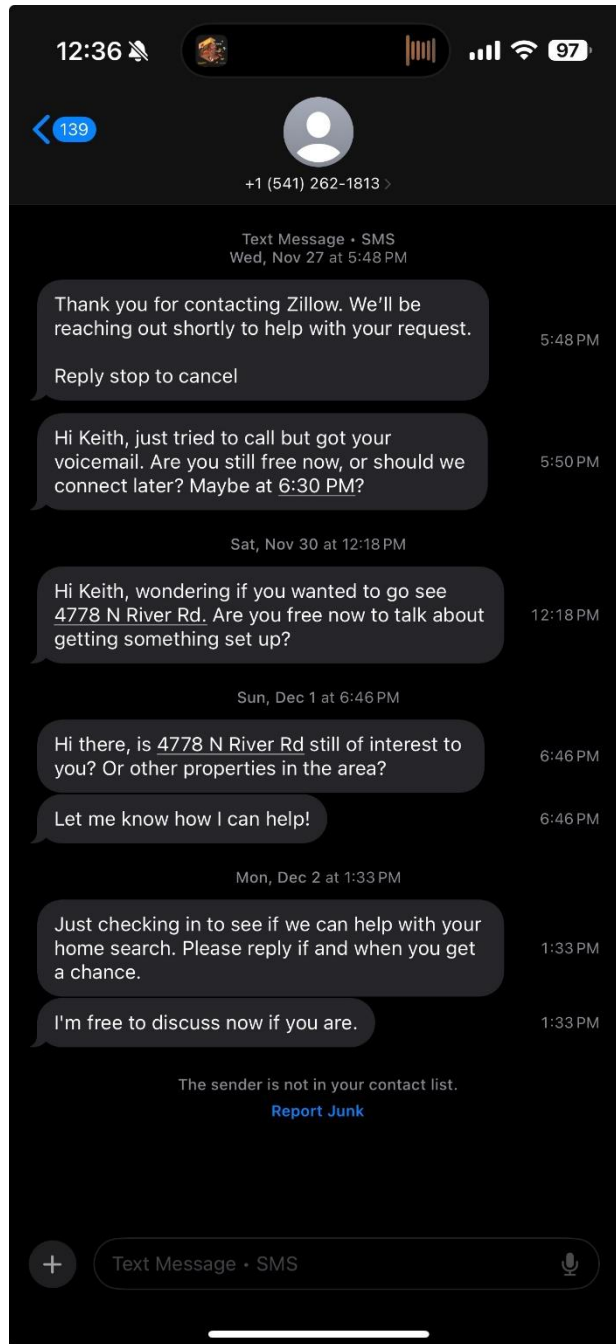 12:36
97
139
+1 (541) 262-1813
Text Message • SMS
Wed, Nov 27 at 5:48 PM
Thank you for contacting Zillow. We’ll be
reaching out shortly to help with your request.
5:48 PM
Reply stop to cancel
Hi Keith, just tried to call but got your
voicemail. Are you still free now, or should we
connect later? Maybe at 6:30 PM?
5:50 PM
Sat, Nov 30 at 12:18 PM
Hi Keith, wondering if you wanted to go see
4778 N River Rd. Are you free now to talk about
getting something set up?
12:18 PM
Sun, Dec 1 at 6:46 PM
Hi there, is 4778 N River Rd still of interest to
you? Or other properties in the area?
6:46 PM
Let me know how I can help!
6:46 PM
Mon, Dec 2 at 1:33 PM
Just checking in to see if we can help with your
home search. Please reply if and when you get
a chance.
1:33 PM
I'm free to discuss now if you are.
1:33 PM
The sender is not in your contact list.
Report Junk
Text Message • SMS